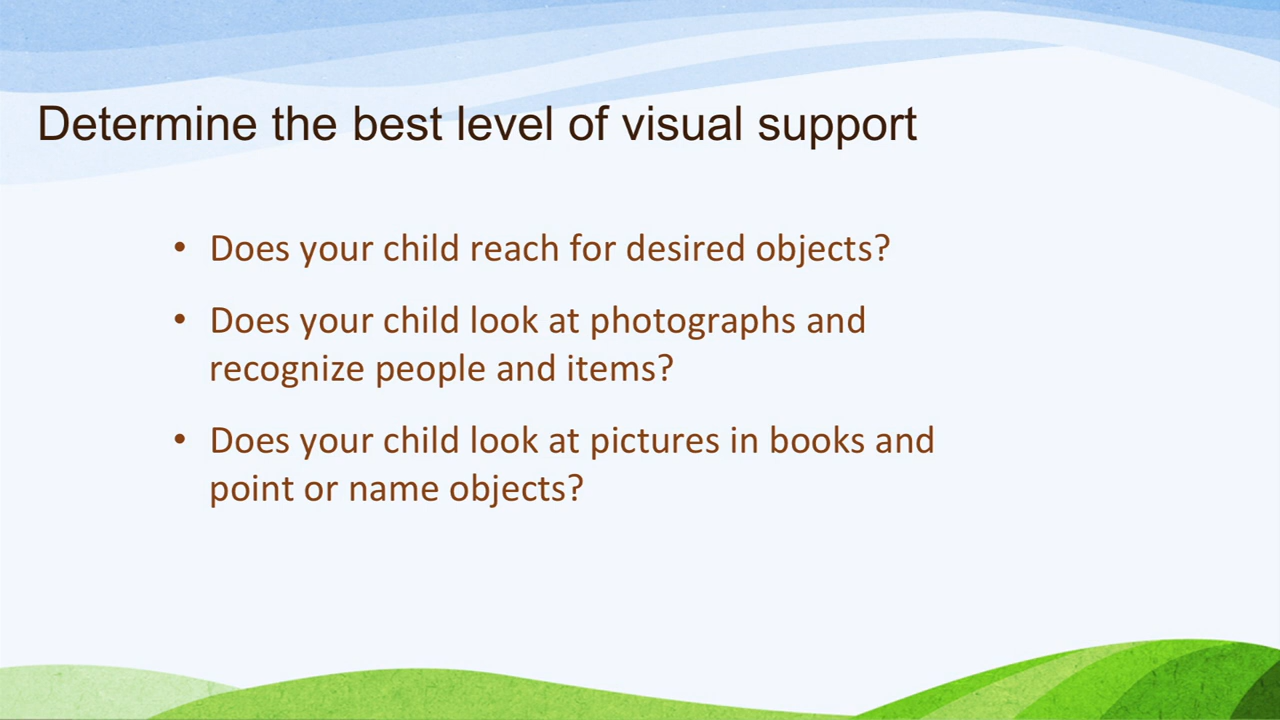 Determine the best level of visual support
• Does your child reach for desired objects?
• Does your child look at photographs and
recognize people and items?
• Does your child look at pictures in books and
point or name objects?